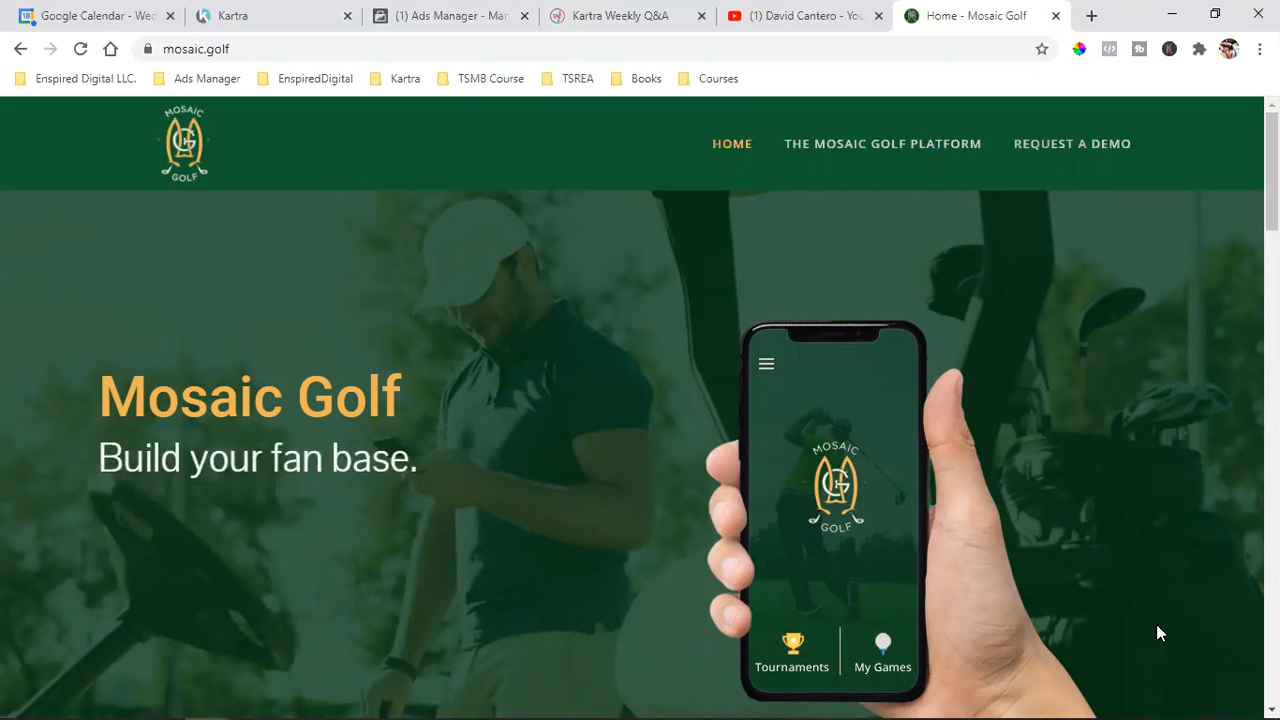 Google Calendar - Wed
Kartra
(1) Ads Manager - Mar
Kartra Weekly Q&A
(1) David Cantero - You
Home - Mosaic Golf
mosaic.golf
Enspired Digital LLC.
Ads Manager
EnspiredDigital
Kartra
TSMB Course
TSREA
Books
Courses
MOSAIC
GOLF
HOME
THE MOSAIC GOLF PLATFORM
REQUEST A DEMO
Mosaic Golf
Build your fan base.
MOSAIC
GOLF
Tournaments
My Games